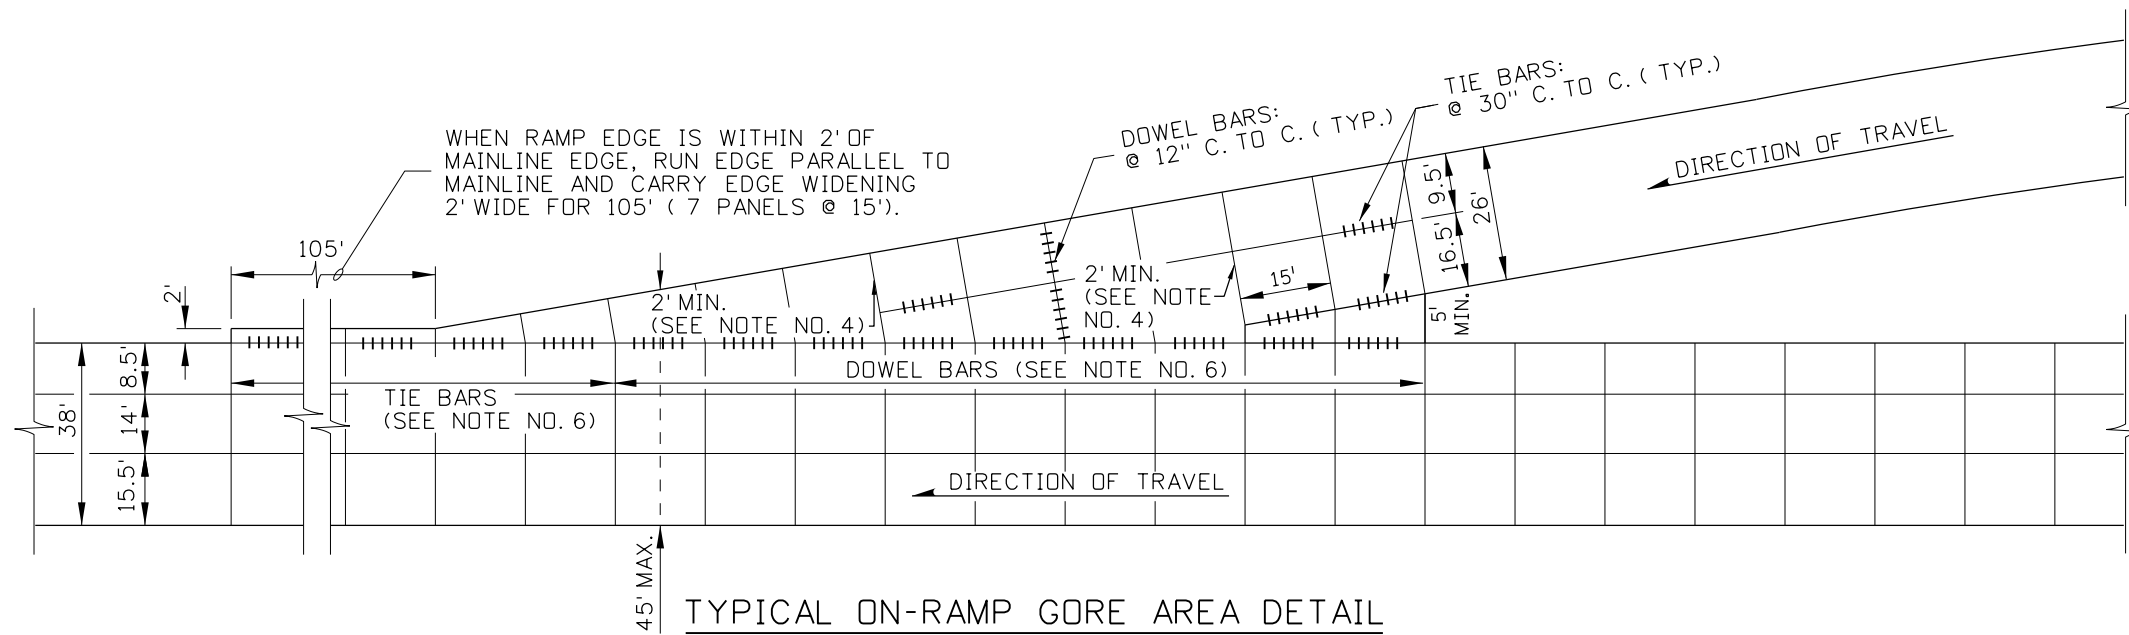 WHEN RAMP EDGE IS WITHIN 2' OF
MAINLINE EDGE, RUN EDGE PARALLEL TO
MAINLINE AND CARRY EDGE WIDENING
2' WIDE FOR 105' ( 7 PANELS @ 15').
DOWEL BARS:
@ 12" C. TO C. ( TYP.)
TIE BARS:
@ 30" C. TO C. ( TYP.)
DIRECTION OF TRAVEL
105'
2'
2' MIN.
(SEE NOTE NO. 4)
2' MIN.
(SEE NOTE
NO. 4)
15'
9.5'
16.5'
26'
5'
MIN.
38'
8.5'
14'
15.5'
TIE BARS
(SEE NOTE NO. 6)
DOWEL BARS (SEE NOTE NO. 6)
DIRECTION OF TRAVEL
45' MAX.
TYPICAL ON-RAMP GORE AREA DETAIL